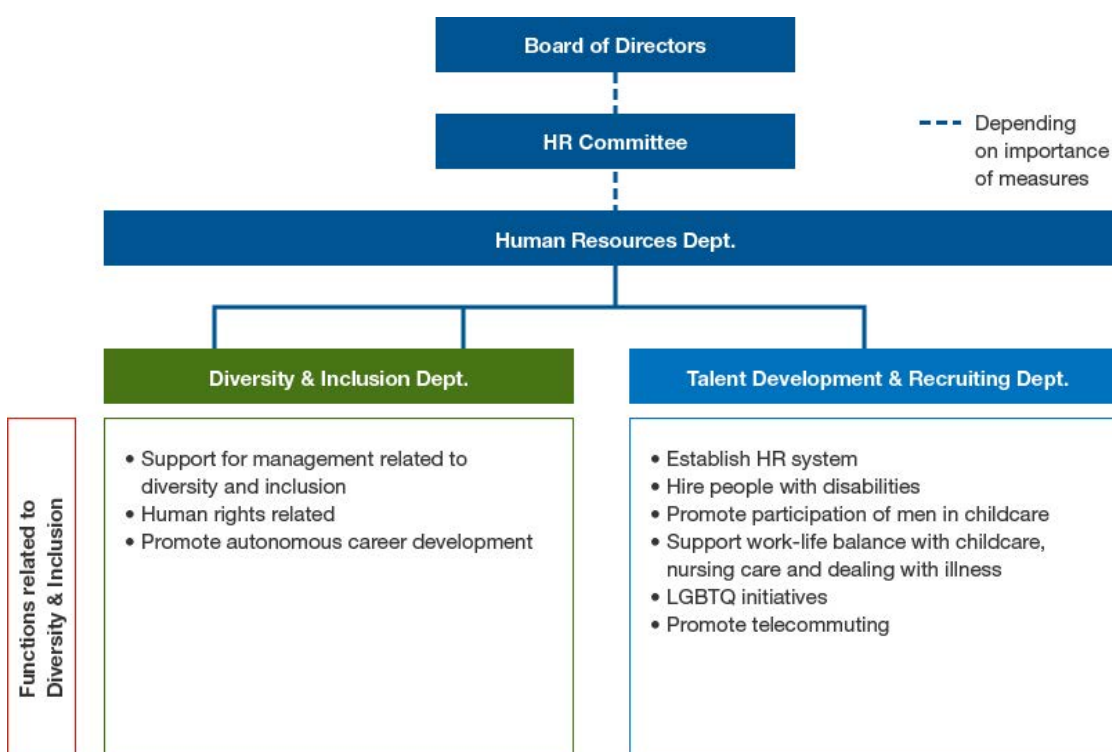 Board of Directors
HR Committee
Depending
on importance
of measures
Human Resources Dept.
Diversity & Inclusion Dept.
Talent Development & Recruiting Dept.
Functions related to
Diversity & Inclusion
• Support for management related to
diversity and inclusion
• Human rights related
• Promote autonomous career development
• Establish HR system
• Hire people with disabilities
• Promote participation of men in childcare
• Support work-life balance with childcare,
nursing care and dealing with illness
• LGBTQ initiatives
• Promote telecommuting